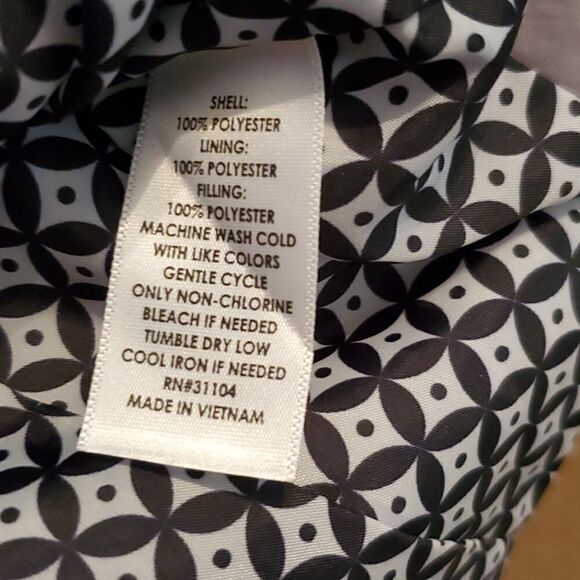 SHELL:
100% POLYESTER
LINING:
100% POLYESTER
FILLING:
100% POLYESTER
MACHINE WASH COLD
WITH LIKE COLORS
GENTLE CYCLE
ONLY NON-CHLORINE
BLEACH IF NEEDED
TUMBLE DRY LOW
COOL IRON IF NEEDED
RN#31104
MADE IN VIETNAM